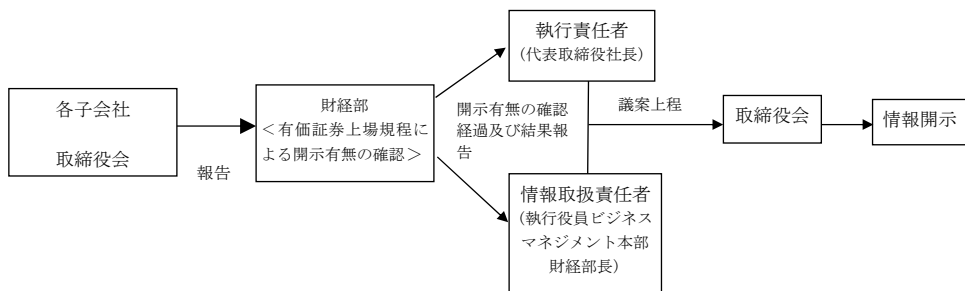 各子会社
取締役会
報告
財経部
＜有価証券上場規程に
よる開示有無の確認＞
執行責任者
(代表取締役社長)
開示有無の確認
経過及び結果報
告
情報取扱責任者
(執行役員ビジネス
マネジメント本部
財経部長)
議案上程
取締役会
情報開示